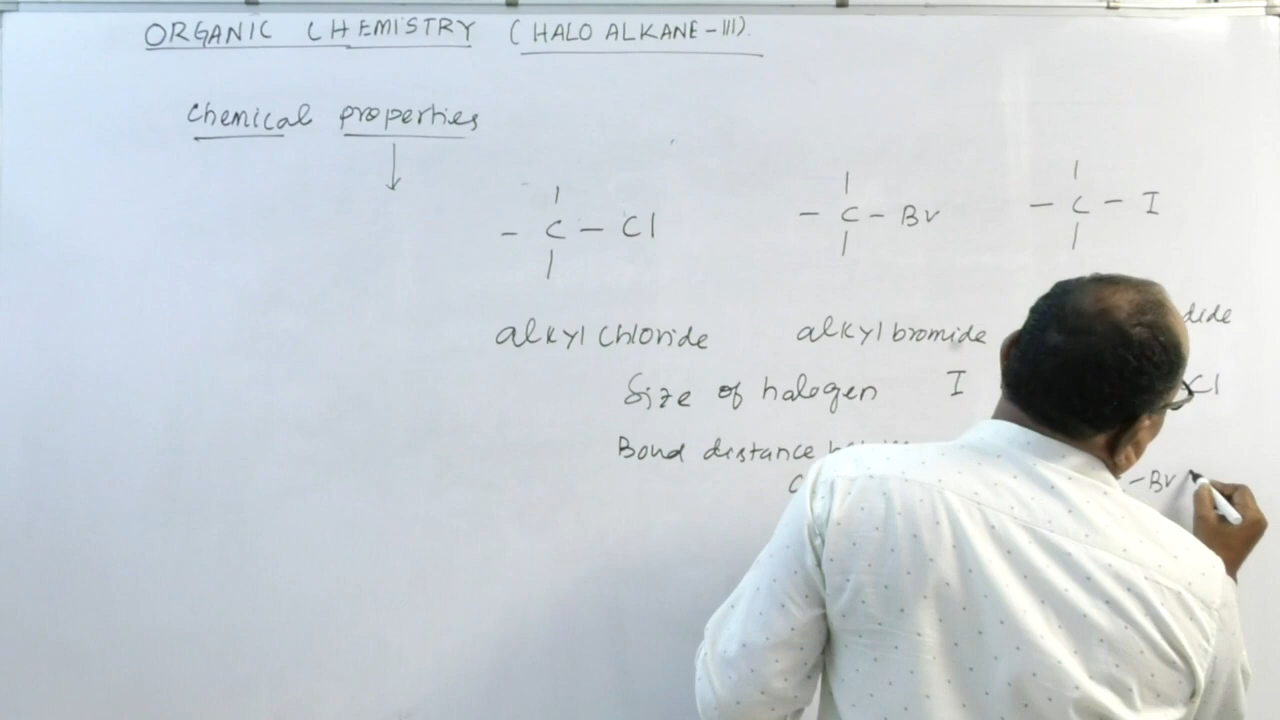 ORGANIC CHEMISTRY (HALO ALKANE-III).
Chemical properties
- C - Cl
- C - Br
- C - I
alkyl chloride alkyl bromide
Size of halogen I Cl
Bond distance
-Br